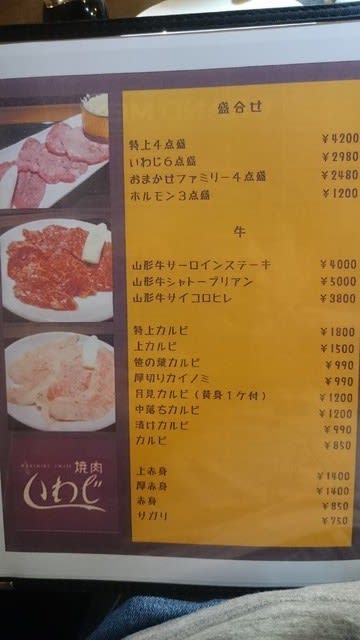 盛合せ
特上4点盛 ¥4200
いわじ6点盛 ¥2980
おまかせファミリー4点盛 ¥2480
ホルモン3点盛 ¥1200
牛
山形牛サーロインステーキ ¥4000
山形牛シャトーブリアン ¥5000
山形牛サイコロヒレ ¥3800
特上カルビ ¥1800
上カルビ ¥1500
笹の葉カルビ ¥990
厚切りカイノミ ¥990
月見カルビ(黄身1ケ付) ¥1200
中落ちカルビ ¥1200
漬けカルビ ¥990
カルビ ¥850
上赤身 ¥1400
厚赤身 ¥1400
赤身 ¥850
サガリ ¥750
焼肉
いわじ